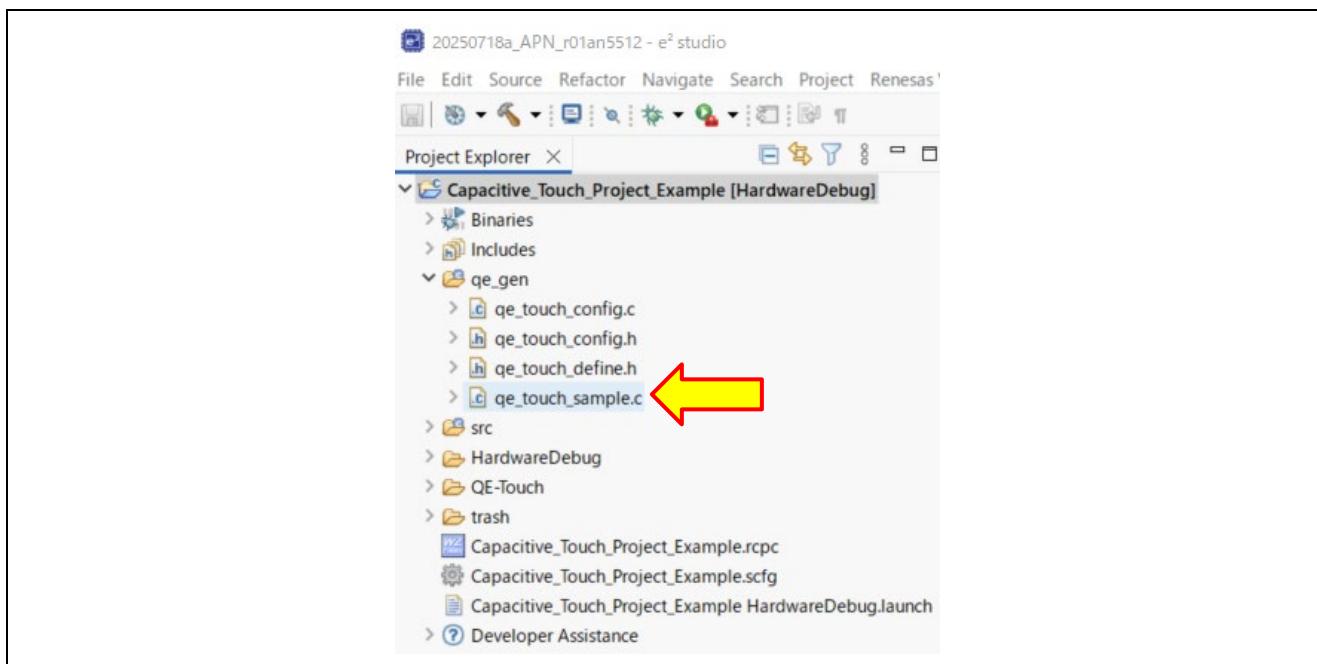 20250718a_APN_r01an5512 - e² studio
File Edit Source Refactor Navigate Search Project Renesas
Project Explorer
Capacitive_Touch_Project_Example [HardwareDebug]
Binaries
Includes
qe_gen
.c qe_touch_config.c
.h qe_touch_config.h
.h qe_touch_define.h
.c qe_touch_sample.c
src
HardwareDebug
QE-Touch
trash
Capacitive_Touch_Project_Example.rcpc
Capacitive_Touch_Project_Example.scfg
Capacitive_Touch_Project_Example HardwareDebug.launch
Developer Assistance